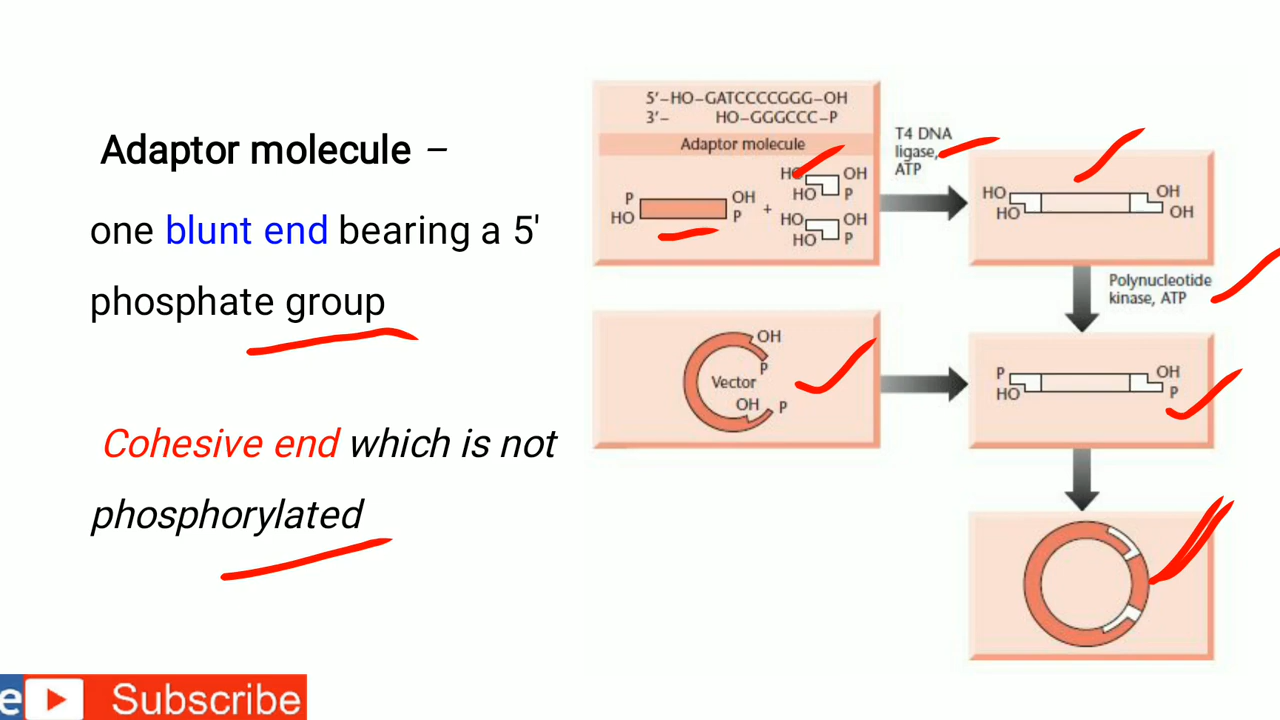 Adaptor molecule –
one blunt end bearing a 5'
phosphate group
Cohesive end which is not
phosphorylated
5'–HO–GATCCCCGGG–OH
3'– HO–GGGCCC–P
Adaptor molecule
HO OH
HO P
P OH
HO P
+
HO OH
HO P
T4 DNA
ligase,
ATP
HO OH
HO OH
Polynucleotide
kinase, ATP
OH
P
Vector
OH P
P OH
HO P
e Subscribe